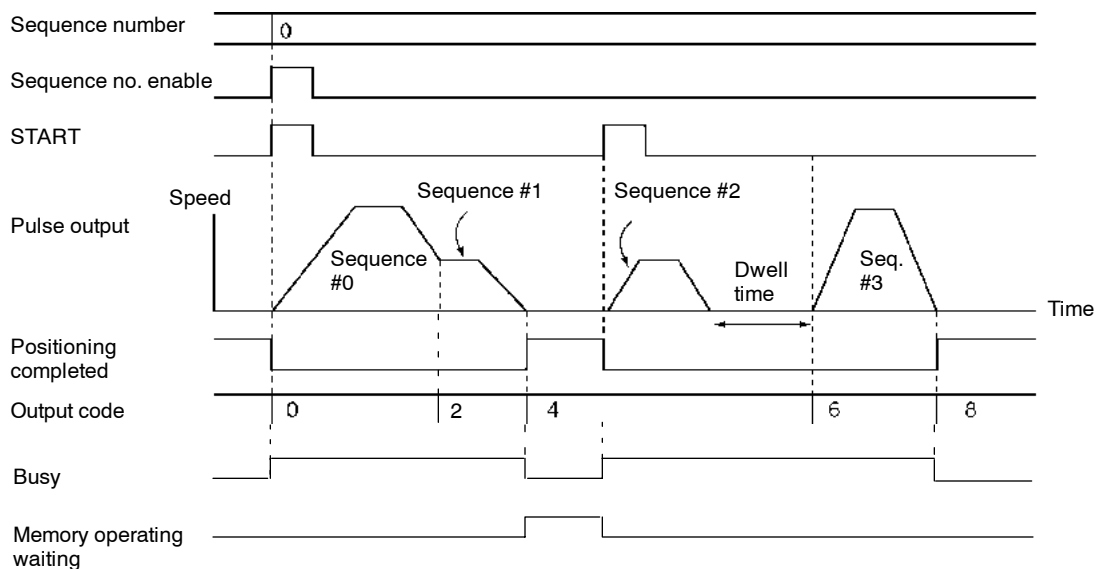 Sequence number
0
Sequence no. enable
START
Speed
Sequence #1
Sequence #2
Pulse output
Sequence
#0
Dwell
time
Seq.
#3
Time
Positioning
completed
Output code
0
2
4
6
8
Busy
Memory operating
waiting